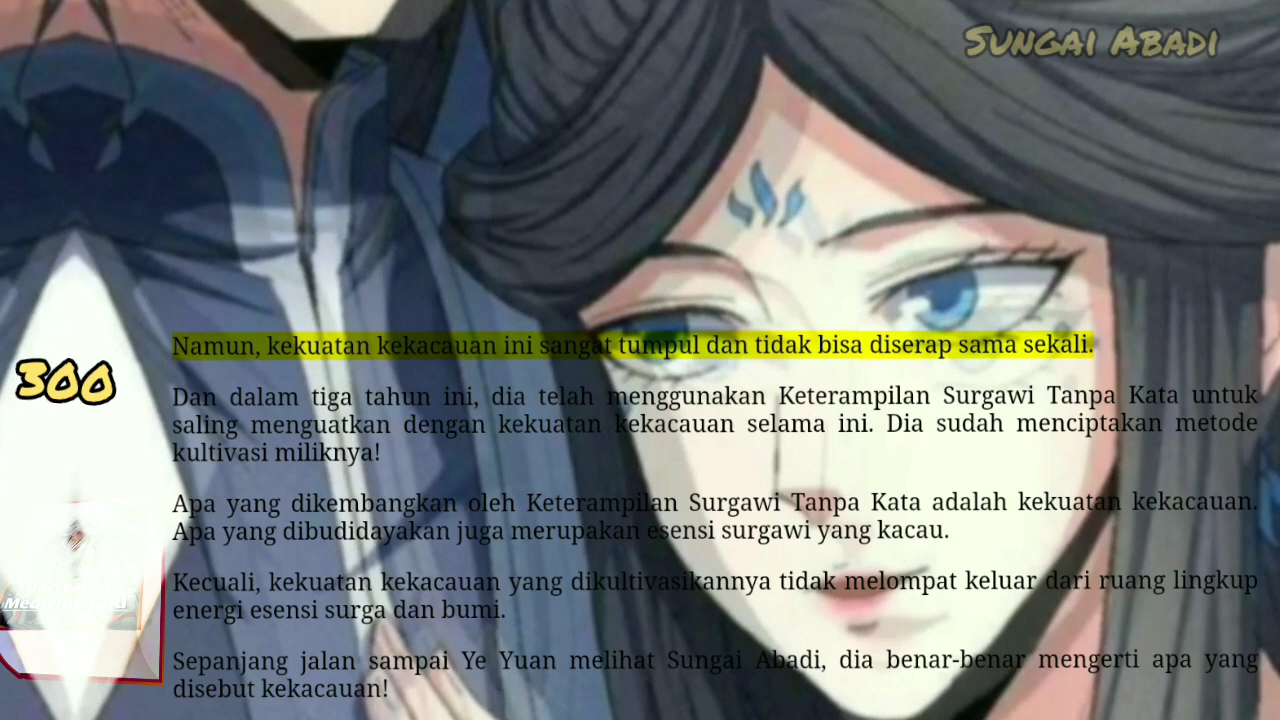 Sungai Abadi
Namun, kekuatan kekacauan ini sangat tumpul dan tidak bisa diserap sama sekali.
300
Dan dalam tiga tahun ini, dia telah menggunakan Keterampilan Surgawi Tanpa Kata untuk
saling menguatkan dengan kekuatan kekacauan selama ini. Dia sudah menciptakan metode
kultivasi miliknya!
Apa yang dikembangkan oleh Keterampilan Surgawi Tanpa Kata adalah kekuatan kekacauan.
Apa yang dibudidayakan juga merupakan esensi surgawi yang kacau.
Kecuali, kekuatan kekacauan yang dikultivasikannya tidak melompat keluar dari ruang lingkup
energi esensi surga dan bumi.
Sepanjang jalan sampai Ye Yuan melihat Sungai Abadi, dia benar-benar mengerti apa yang
disebut kekacauan!